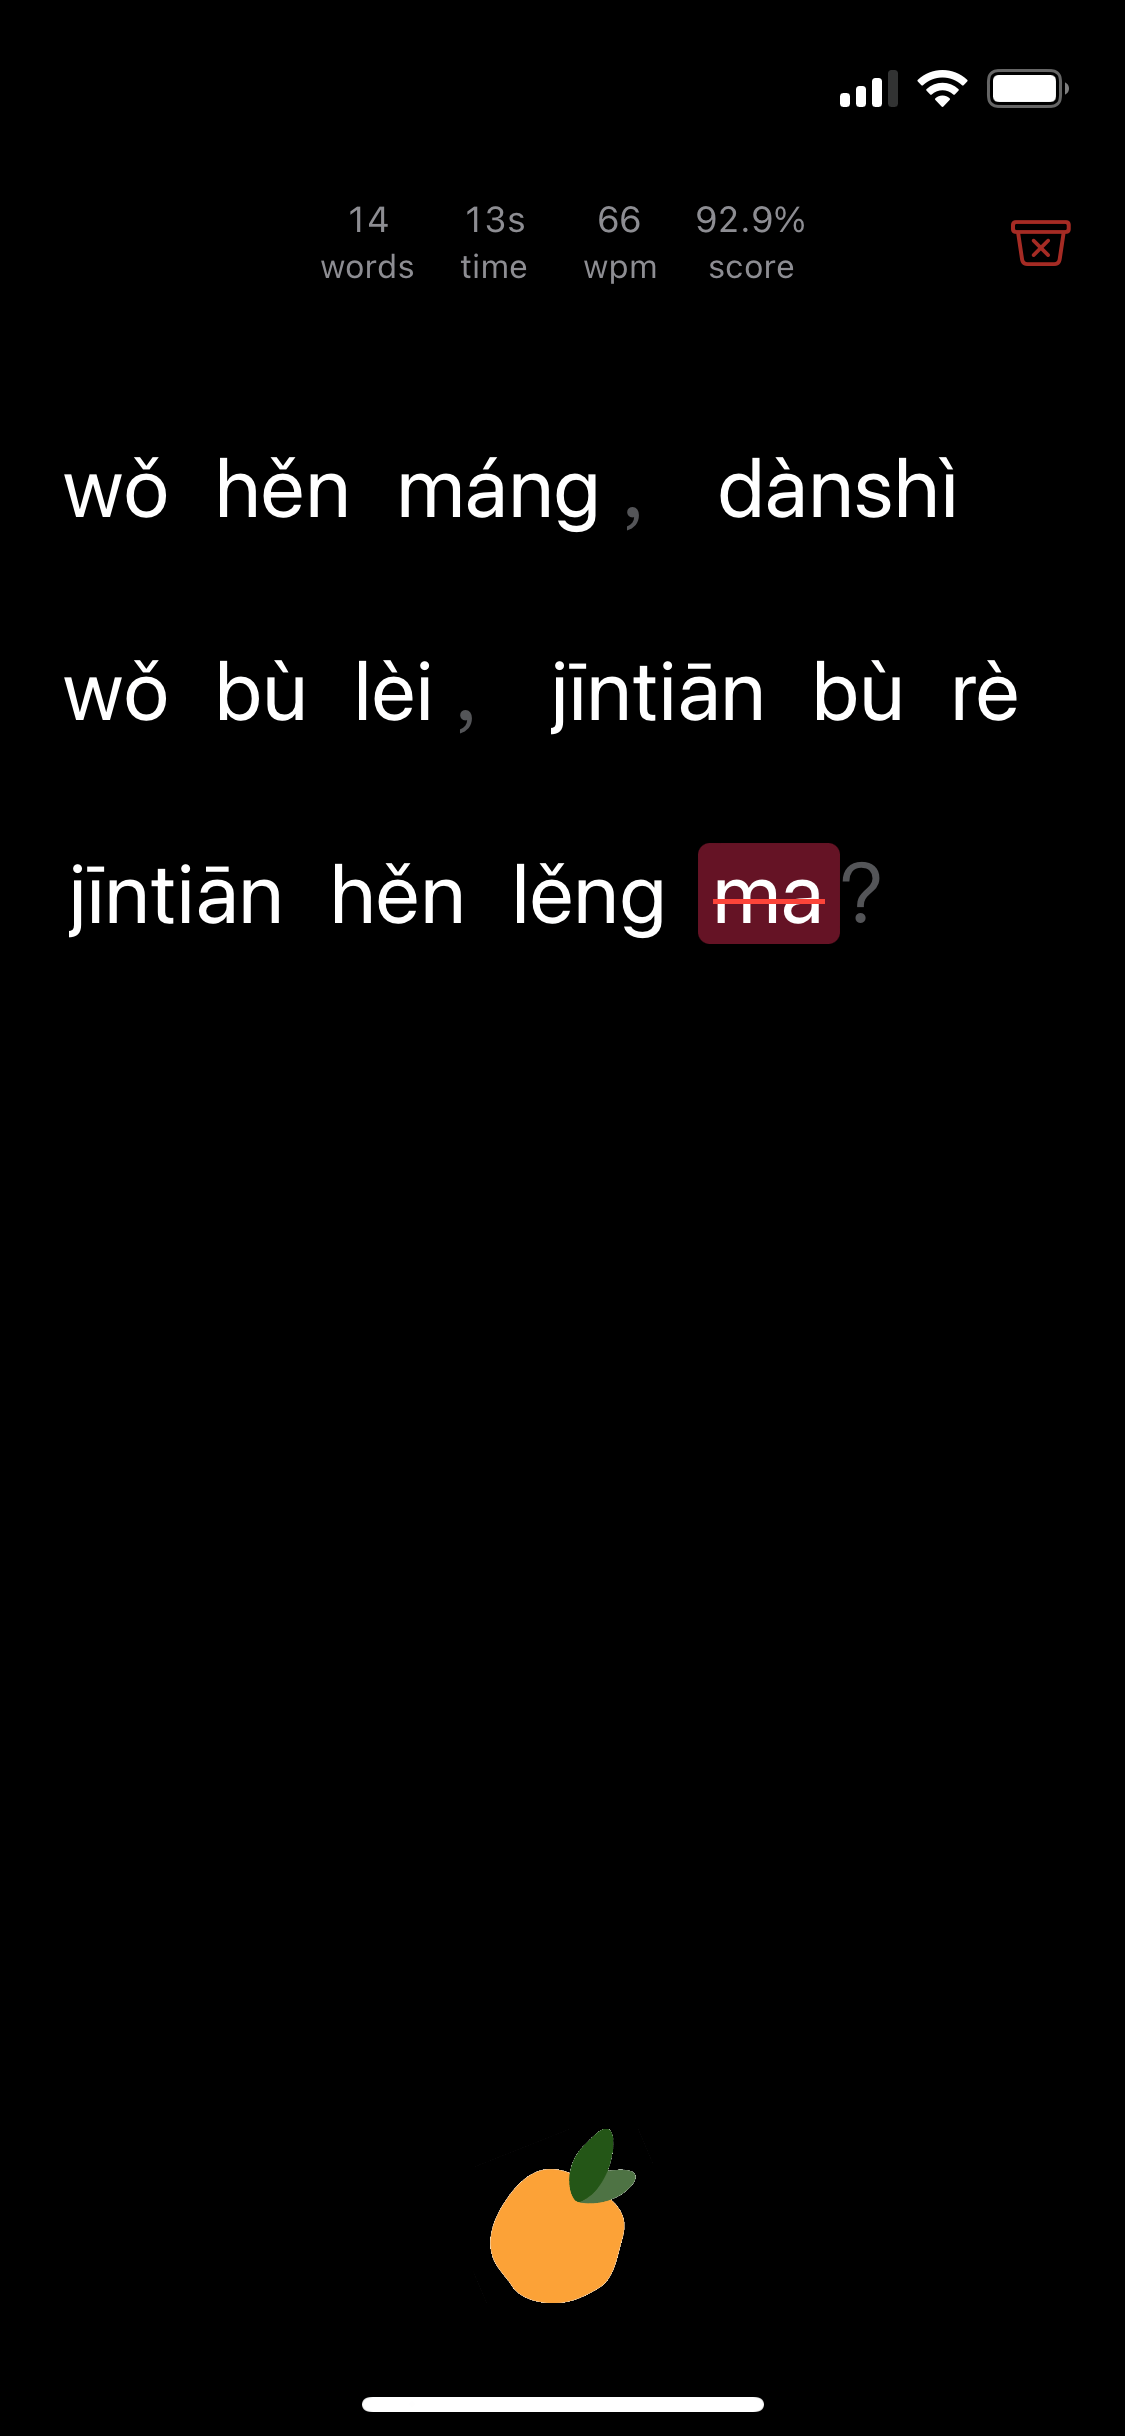 14 13s 66 92.9%
words time wpm score
wǒ hěn máng， dànshì
wǒ bù lèi， jīntiān bù rè
jīntiān hěn lěng ma?